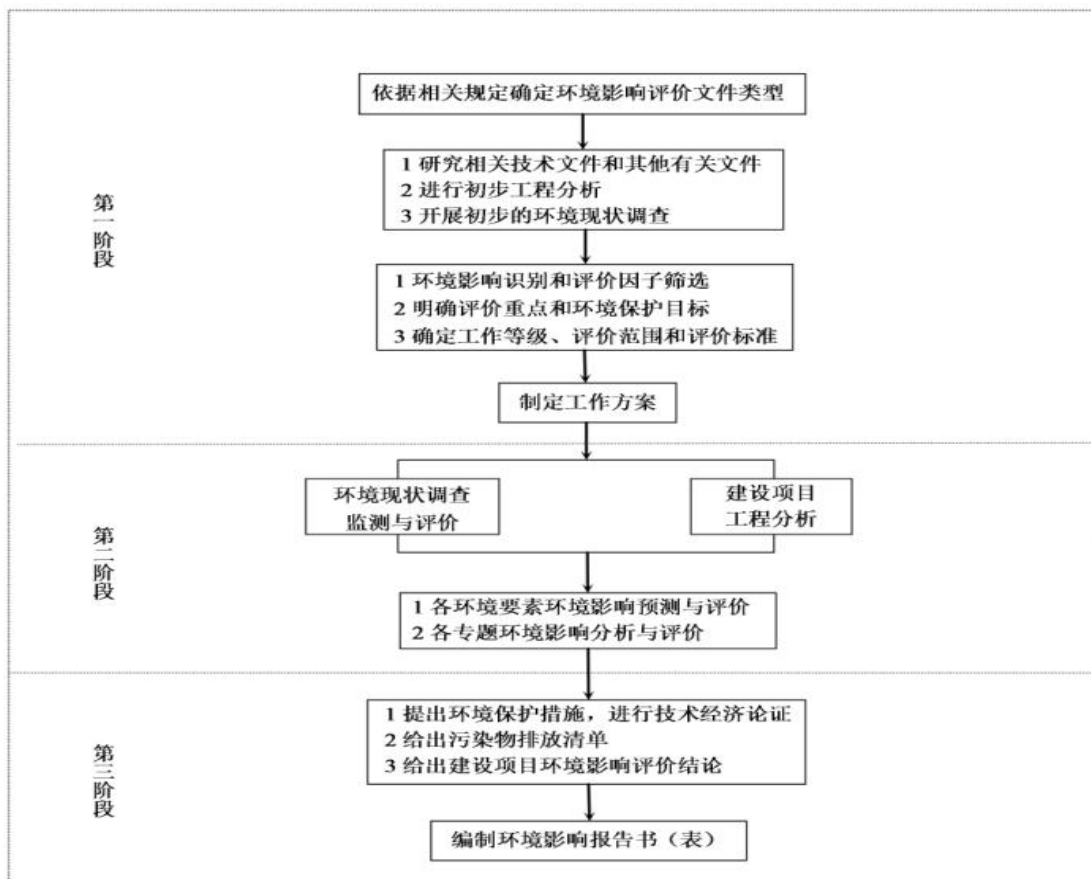 依据相关规定确定环境影响评价文件类型
1 研究相关技术文件和其他有关文件
2 进行初步工程分析
3 开展初步的环境现状调查
第一阶段
1 环境影响识别和评价因子筛选
2 明确评价重点和环境保护目标
3 确定工作等级、评价范围和评价标准
制定工作方案
环境现状调查
监测与评价
建设项目
工程分析
第二阶段
1 各环境要素环境影响预测与评价
2 各专题环境影响分析与评价
1 提出环境保护措施，进行技术经济论证
2 给出污染物排放清单
3 给出建设项目环境影响评价结论
第三阶段
编制环境影响报告书（表）